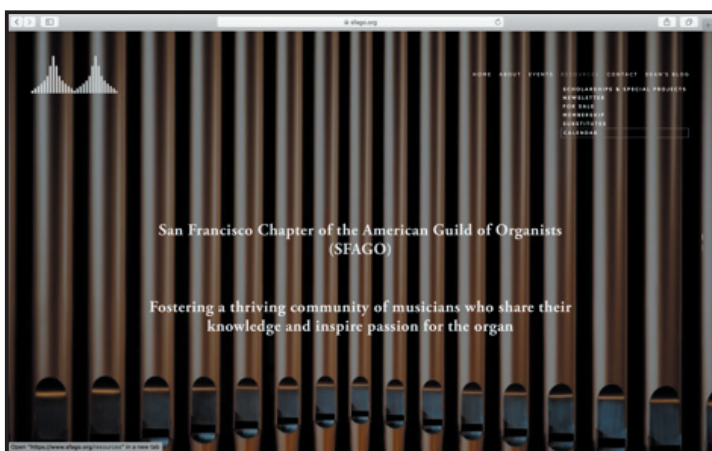 sfago.org
HOME ABOUT EVENTS RESOURCES CONTACT DEAN'S BLOG
SCHOLARSHIPS & SPECIAL PROJECTS
NEWSLETTER
FOR SALE
MEMBERSHIP
SUBSTITUTES
CALENDAR
San Francisco Chapter of the American Guild of Organists
(SFAGO)
Fostering a thriving community of musicians who share their
knowledge and inspire passion for the organ
Open "https://www.sfago.org/resources" in a new tab